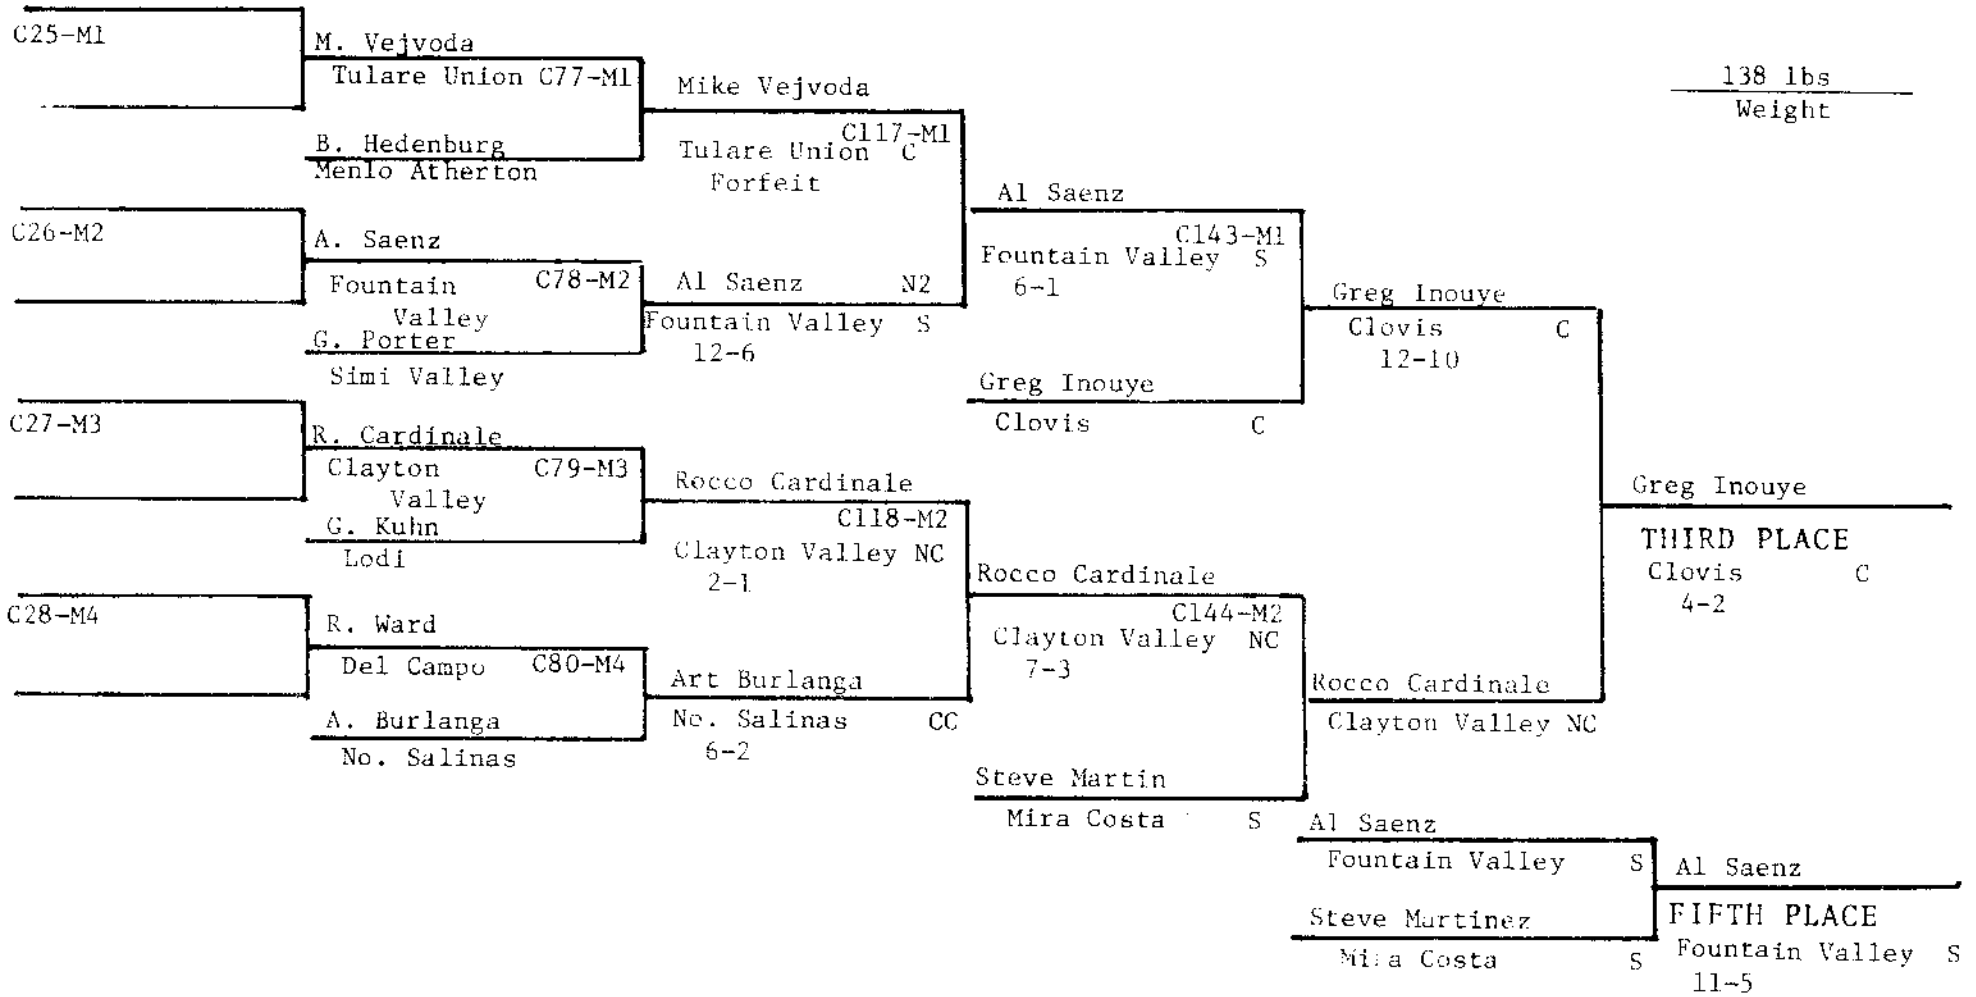 C25-M1
M. Vejvoda
Tulare Union C77-M1
B. Hedenburg
Menlo Atherton
C26-M2
A. Saenz
Fountain C78-M2
Valley
G. Porter
Simi Valley
C27-M3
R. Cardinale
Clayton C79-M3
Valley
G. Kuhn
Lodi
C28-M4
R. Ward
Del Campo C80-M4
A. Burlanga
No. Salinas
Mike Vejvoda
C117-M1
Tulare Union C
Forfeit
Al Saenz N2
Fountain Valley S
12-6
Rocco Cardinale
C118-M2
Clayton Valley NC
2-1
Art Burlanga
No. Salinas CC
6-2
Al Saenz
C143-M1
Fountain Valley S
6-1
Greg Inouye
Clovis C
Rocco Cardinale
C144-M2
Clayton Valley NC
7-3
Steve Martin
Mira Costa S
138 lbs
Weight
Greg Inouye
Clovis C
12-10
Rocco Cardinale
Clayton Valley NC
Greg Inouye
THIRD PLACE
Clovis C
4-2
Al Saenz
Fountain Valley S
Steve Martinez
Mira Costa S
Al Saenz
FIFTH PLACE
Fountain Valley S
11-5